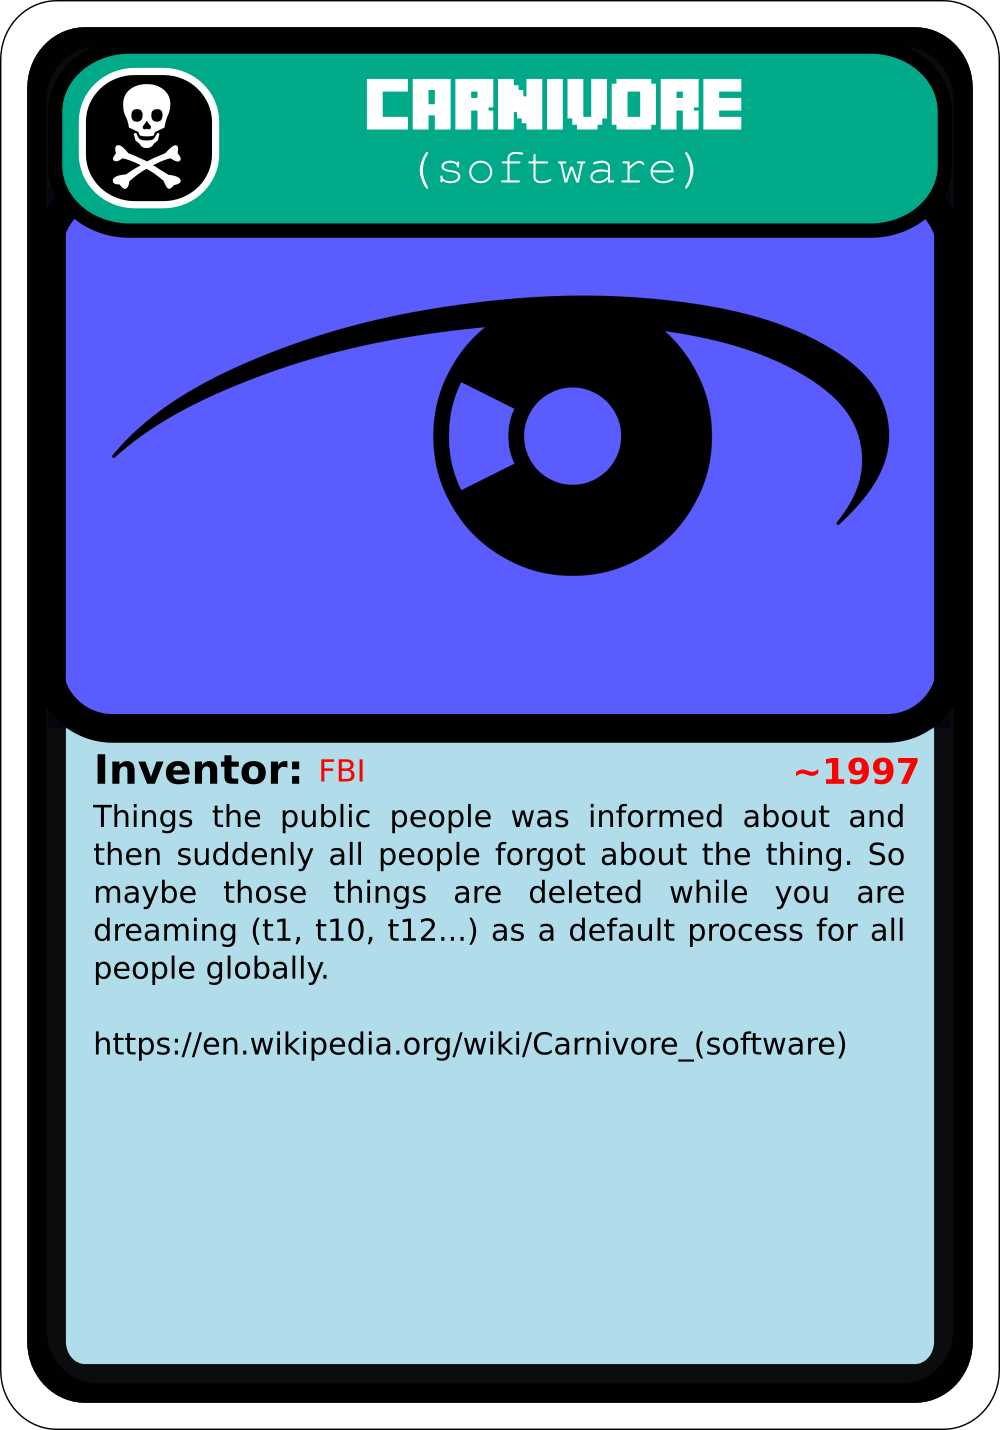 CARNIVORE
(software)
Inventor: FBI ~1997
Things the public people was informed about and
then suddenly all people forgot about the thing. So
maybe those things are deleted while you are
dreaming (t1, t10, t12...) as a default process for all
people globally.
https://en.wikipedia.org/wiki/Carnivore_(software)